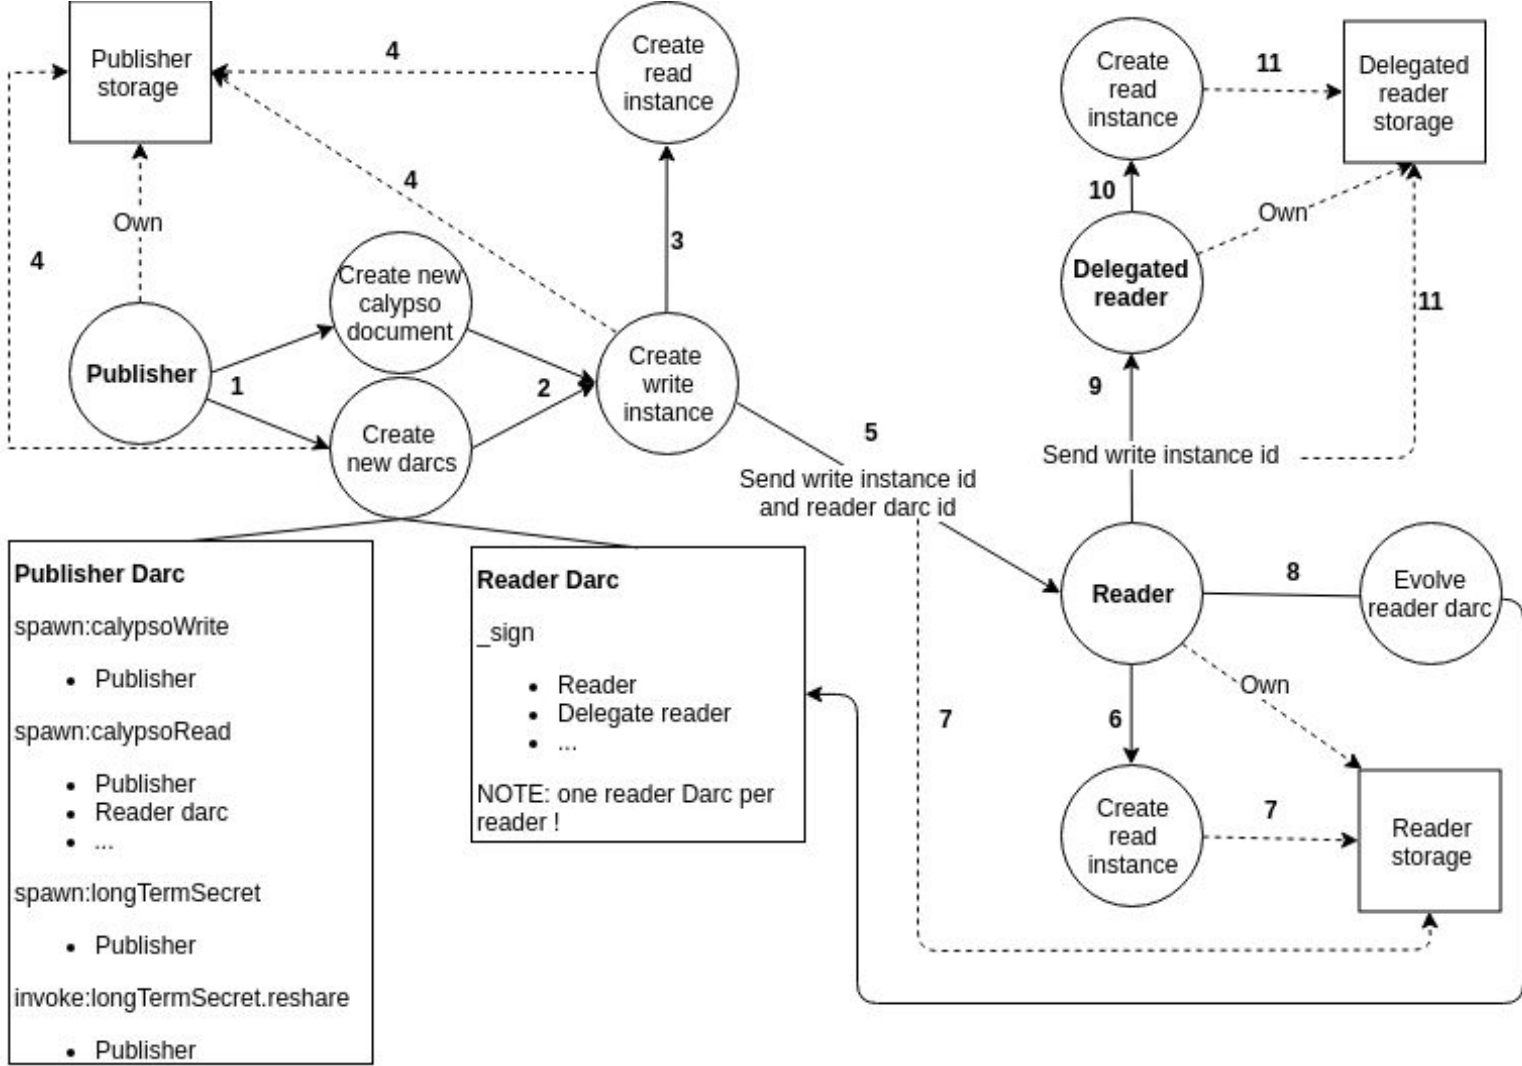 Publisher
storage
4
Create
read
instance
4
Own
4
3
Create new
calypso
document
Publisher
1
2
Create
new darcs
Create
write
instance
5
Send write instance id
and reader darc id
Create
read
instance
11
Delegated
reader
storage
10
Own
Delegated
reader
11
9
Send write instance id
Reader
8
Evolve
reader darc
Own
6
7
Create
read
instance
7
Reader
storage
Publisher Darc
spawn:calypsoWrite
• Publisher
spawn:calypsoRead
• Publisher
• Reader darc
• ...
spawn:longTermSecret
• Publisher
invoke:longTermSecret.reshare
• Publisher
Reader Darc
_sign
• Reader
• Delegate reader
• ...
NOTE: one reader Darc per
reader !